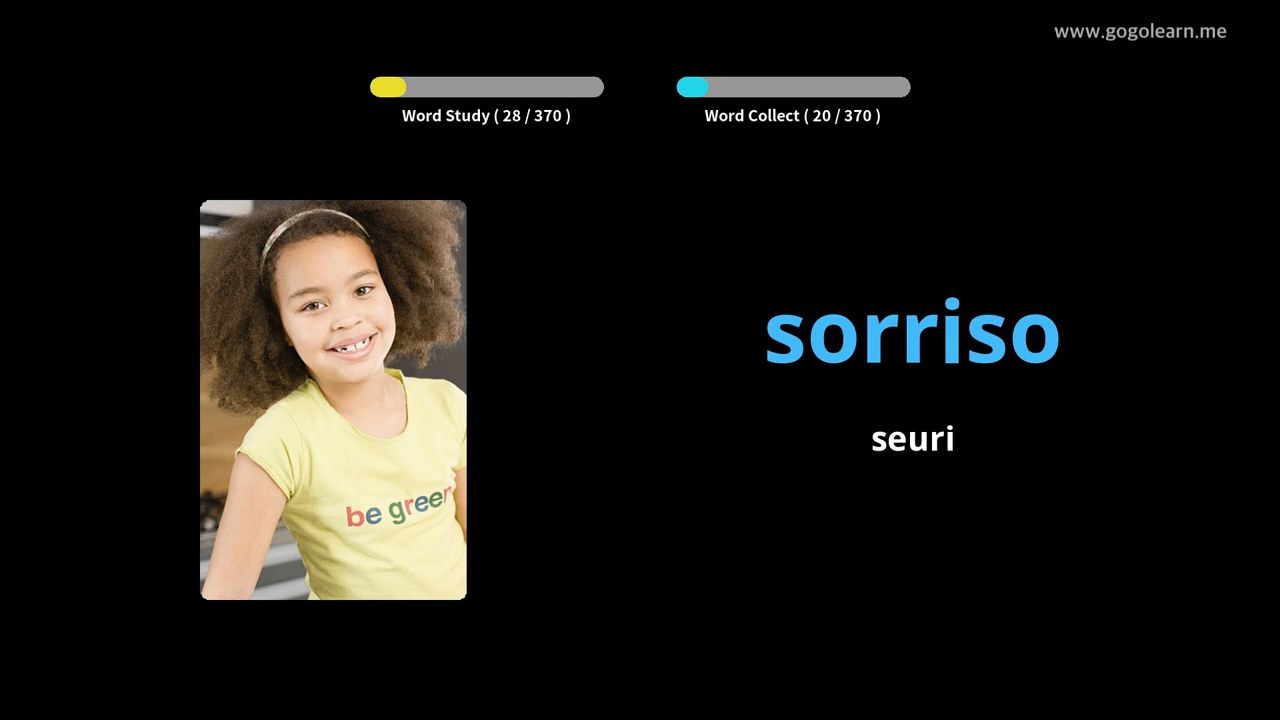 www.gogolearn.me
Word Study ( 28 / 370 )
Word Collect ( 20 / 370 )
sorriso
seuri
be green